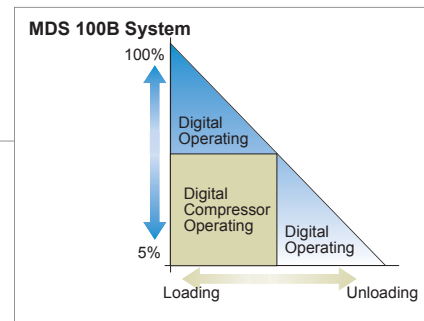 MDS 100B System
100%
Digital
Operating
Digital
Compressor
Operating
Digital
Operating
5%
Loading
Unloading